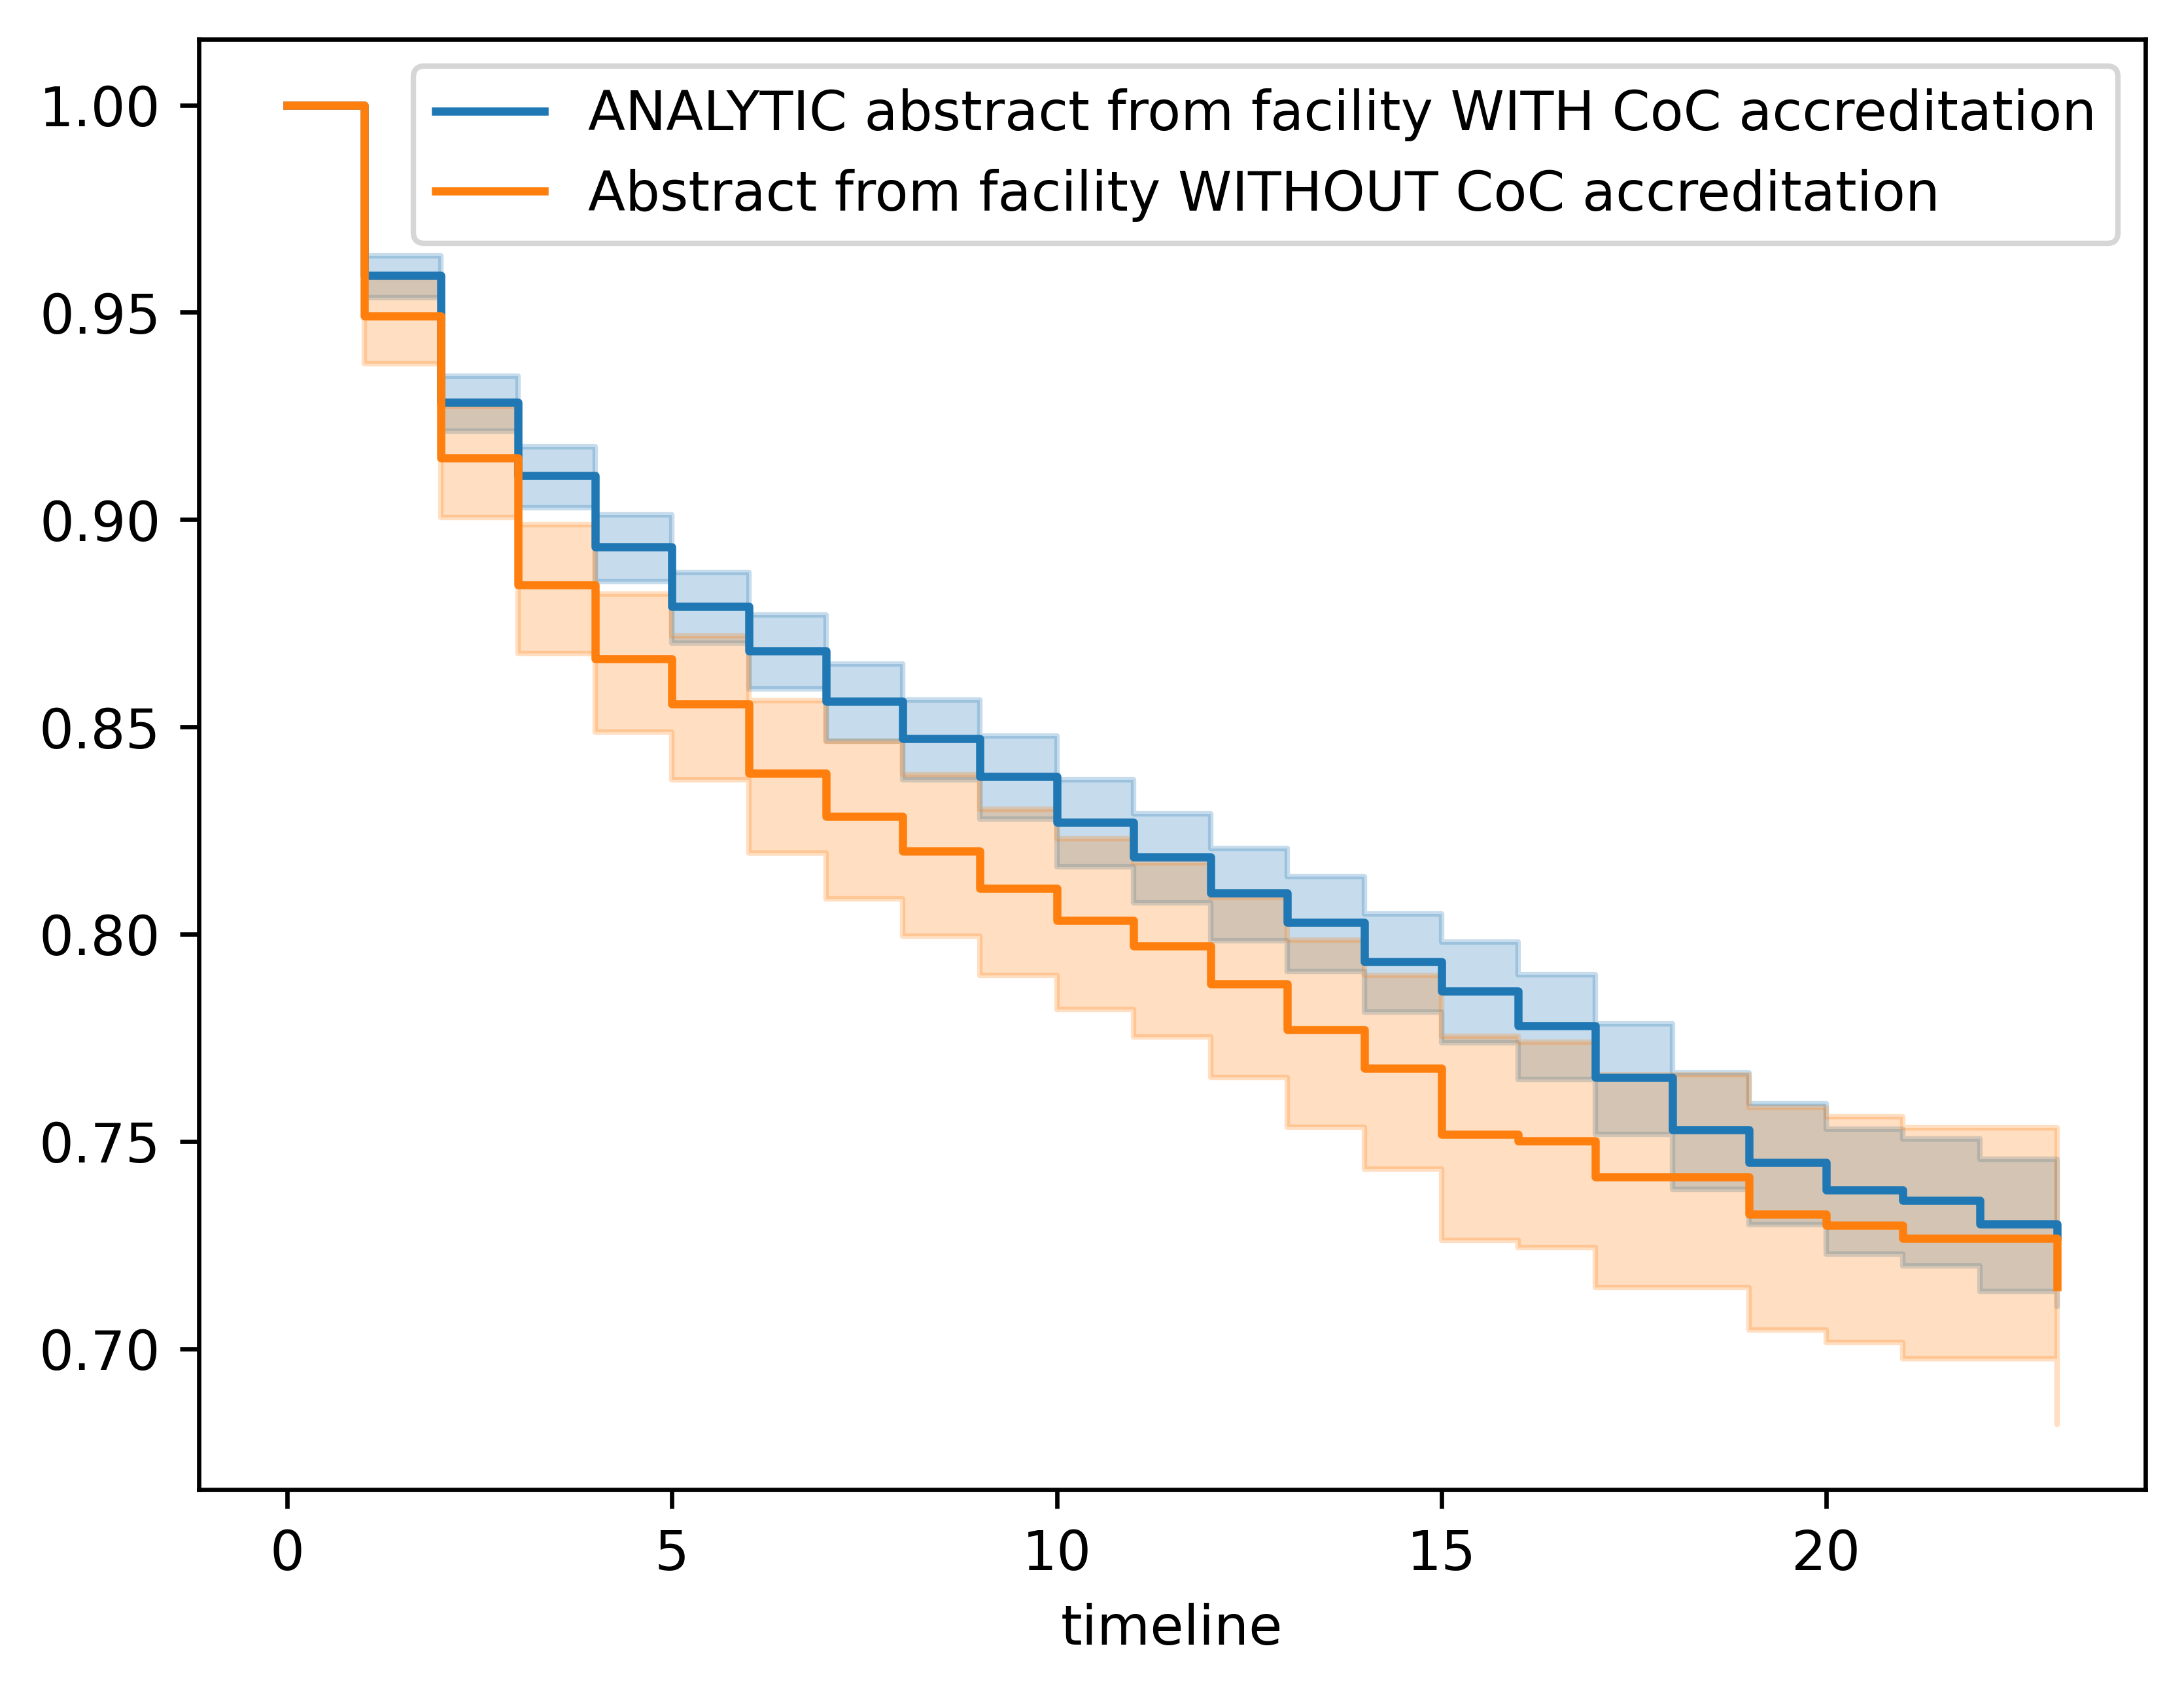 ANALYTIC abstract from facility WITH CoC accreditation
Abstract from facility WITHOUT CoC accreditation
1.00
0.95
0.90
0.85
0.80
0.75
0.70
0 5 10 15 20
timeline